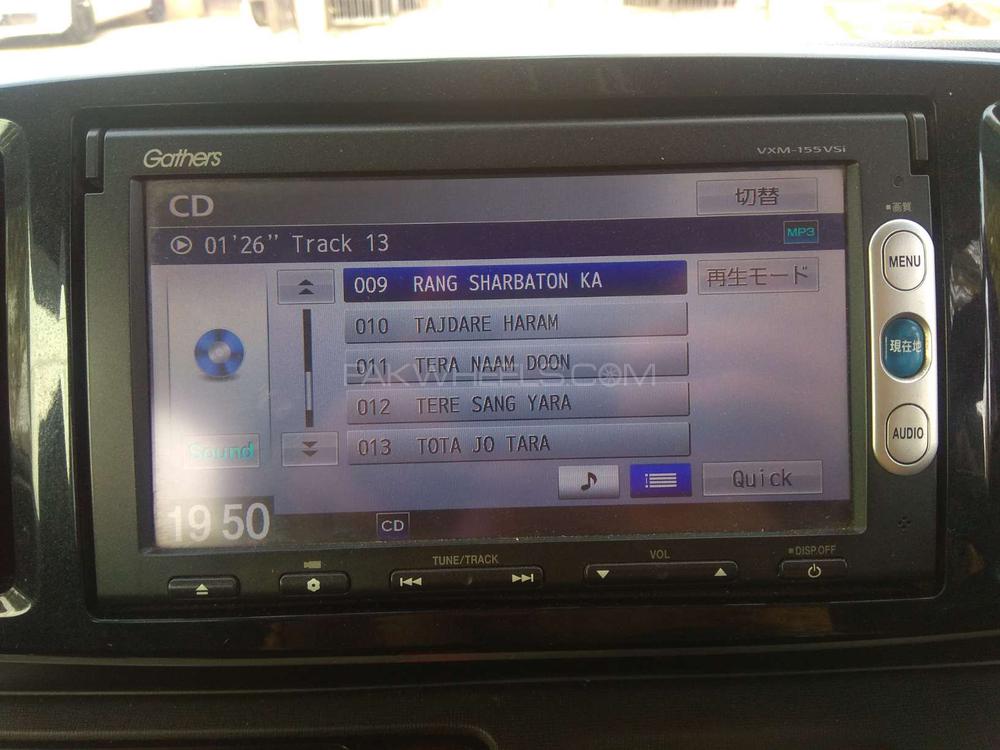 Gathers
VXM-155VSi
CD
切替
■画質
01'26" Track 13
MP3
009 RANG SHARBATON KA
再生モード
MENU
010 TAJDARE HARAM
011 TERA NAAM DOON
現在地
PAKWHEELS.COM
012 TERE SANG YARA
AUDIO
013 TOTA JO TARA
Sound
Quick
19 50
CD
TUNE/TRACK
VOL
■DISP.OFF